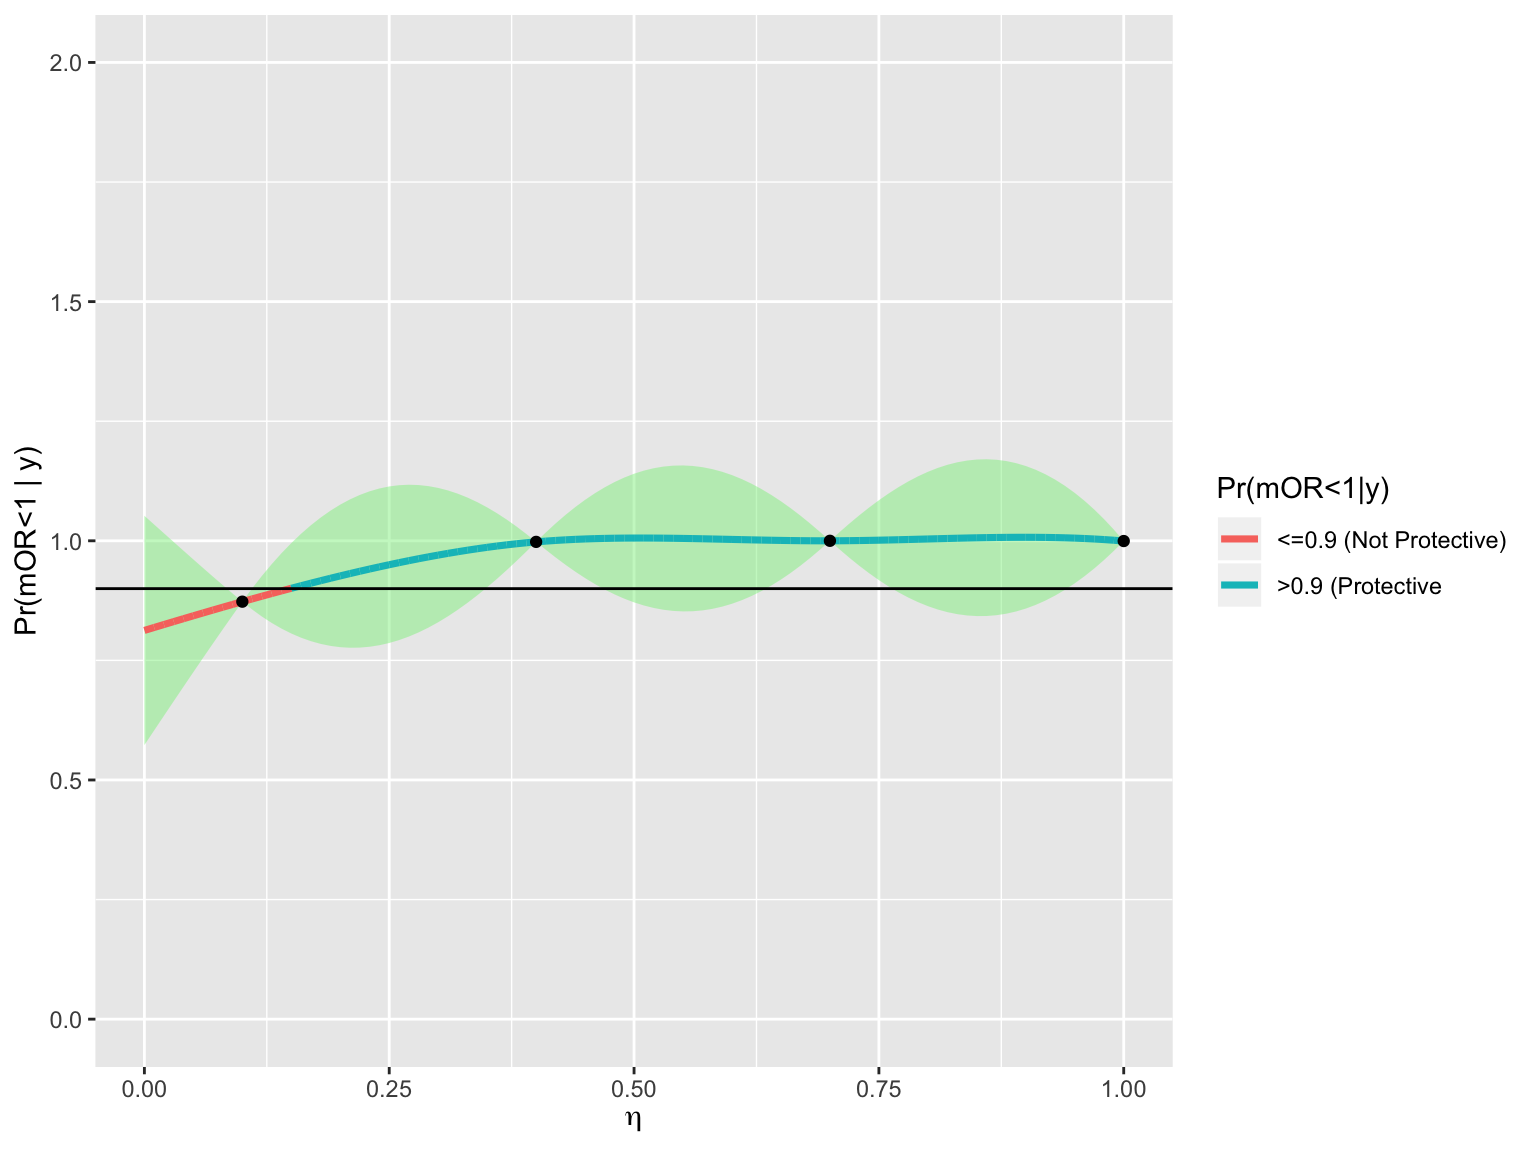 2.0
1.5
1.0
0.5
0.0
Pr(mOR<1 | y)
0.00
0.25
0.50
0.75
1.00
η
Pr(mOR<1|y)
<=0.9 (Not Protective)
>0.9 (Protective